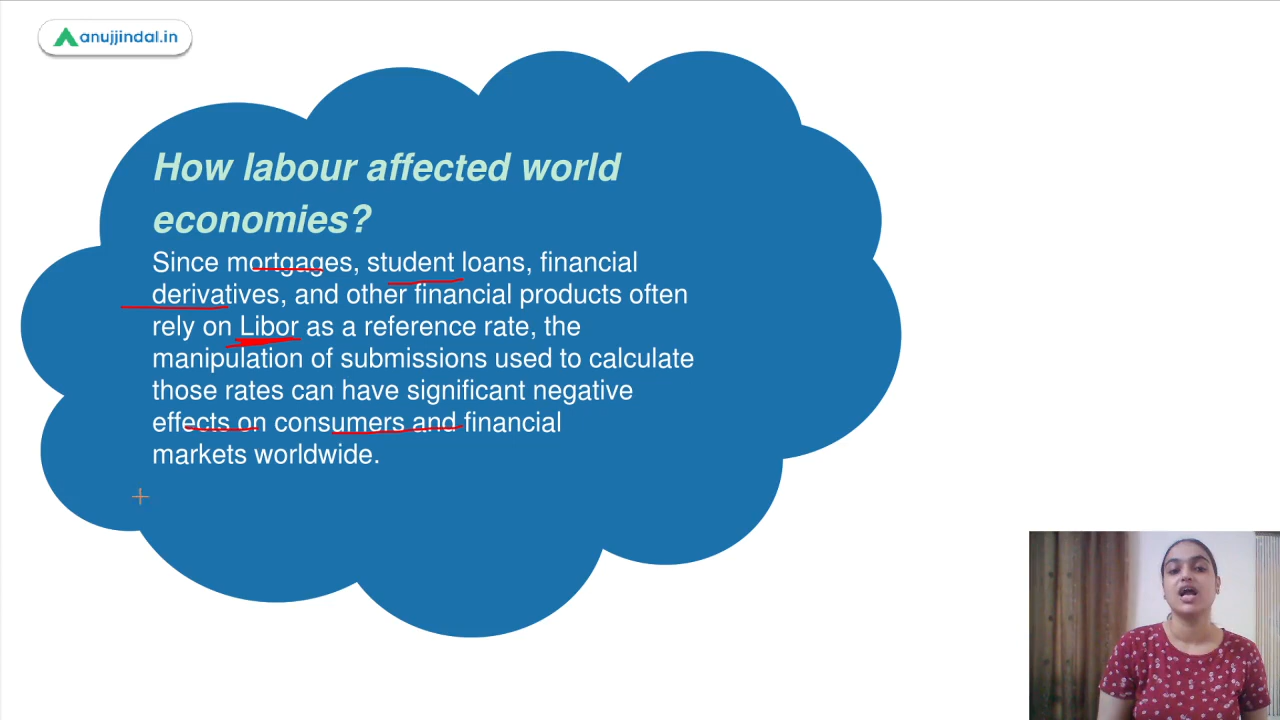 anujjindal.in
How labour affected world
economies?
Since mortgages, student loans, financial
derivatives, and other financial products often
rely on Libor as a reference rate, the
manipulation of submissions used to calculate
those rates can have significant negative
effects on consumers and financial
markets worldwide.